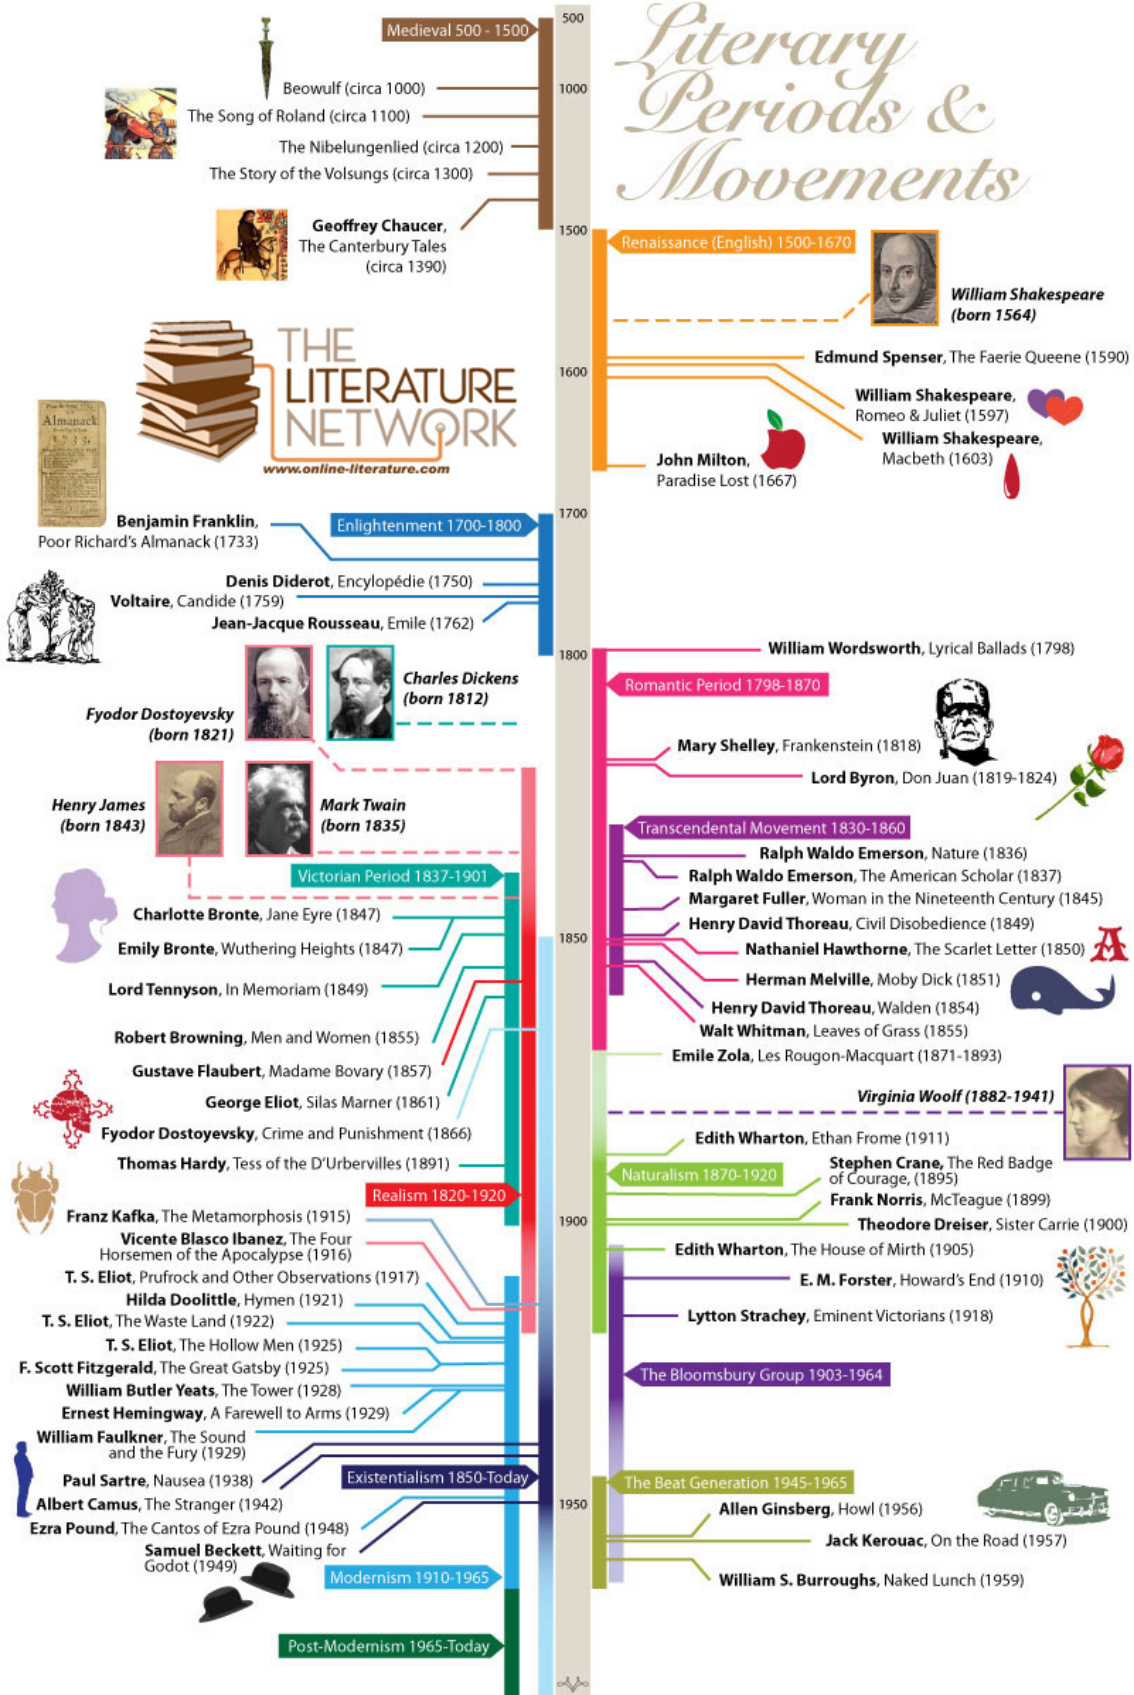 Literary
Periods &
Movements
500
1000
1500
1600
1700
1800
1850
1900
1950
Medieval 500 - 1500
Beowulf (circa 1000)
The Song of Roland (circa 1100)
The Nibelungenlied (circa 1200)
The Story of the Volsungs (circa 1300)
Geoffrey Chaucer,
The Canterbury Tales
(circa 1390)
Renaissance (English) 1500-1670
William Shakespeare
(born 1564)
Edmund Spenser, The Faerie Queene (1590)
William Shakespeare,
Romeo & Juliet (1597)
William Shakespeare,
Macbeth (1603)
John Milton,
Paradise Lost (1667)
THE
LITERATURE
NETWORK
www.online-literature.com
Almanack
1733
Benjamin Franklin,
Poor Richard's Almanack (1733)
Enlightenment 1700-1800
Denis Diderot, Encylopédie (1750)
Voltaire, Candide (1759)
Jean-Jacque Rousseau, Emile (1762)
William Wordsworth, Lyrical Ballads (1798)
Romantic Period 1798-1870
Charles Dickens
(born 1812)
Fyodor Dostoyevsky
(born 1821)
Mary Shelley, Frankenstein (1818)
Lord Byron, Don Juan (1819-1824)
Henry James
(born 1843)
Mark Twain
(born 1835)
Transcendental Movement 1830-1860
Ralph Waldo Emerson, Nature (1836)
Ralph Waldo Emerson, The American Scholar (1837)
Margaret Fuller, Woman in the Nineteenth Century (1845)
Henry David Thoreau, Civil Disobedience (1849)
Nathaniel Hawthorne, The Scarlet Letter (1850)
A
Herman Melville, Moby Dick (1851)
Henry David Thoreau, Walden (1854)
Walt Whitman, Leaves of Grass (1855)
Victorian Period 1837-1901
Charlotte Bronte, Jane Eyre (1847)
Emily Bronte, Wuthering Heights (1847)
Lord Tennyson, In Memoriam (1849)
Robert Browning, Men and Women (1855)
Gustave Flaubert, Madame Bovary (1857)
George Eliot, Silas Marner (1861)
Fyodor Dostoyevsky, Crime and Punishment (1866)
Thomas Hardy, Tess of the D'Urbervilles (1891)
Realism 1820-1920
Emile Zola, Les Rougon-Macquart (1871-1893)
Virginia Woolf (1882-1941)
Edith Wharton, Ethan Frome (1911)
Naturalism 1870-1920
Stephen Crane, The Red Badge
of Courage, (1895)
Frank Norris, McTeague (1899)
Theodore Dreiser, Sister Carrie (1900)
Edith Wharton, The House of Mirth (1905)
E. M. Forster, Howard's End (1910)
Lytton Strachey, Eminent Victorians (1918)
The Bloomsbury Group 1903-1964
Franz Kafka, The Metamorphosis (1915)
Vicente Blasco Ibanez, The Four
Horsemen of the Apocalypse (1916)
T. S. Eliot, Prufrock and Other Observations (1917)
Hilda Doolittle, Hymen (1921)
T. S. Eliot, The Waste Land (1922)
T. S. Eliot, The Hollow Men (1925)
F. Scott Fitzgerald, The Great Gatsby (1925)
William Butler Yeats, The Tower (1928)
Ernest Hemingway, A Farewell to Arms (1929)
William Faulkner, The Sound
and the Fury (1929)
Paul Sartre, Nausea (1938)
Existentialism 1850-Today
Albert Camus, The Stranger (1942)
Ezra Pound, The Cantos of Ezra Pound (1948)
Samuel Beckett, Waiting for
Godot (1949)
Modernism 1910-1965
Post-Modernism 1965-Today
The Beat Generation 1945-1965
Allen Ginsberg, Howl (1956)
Jack Kerouac, On the Road (1957)
William S. Burroughs, Naked Lunch (1959)